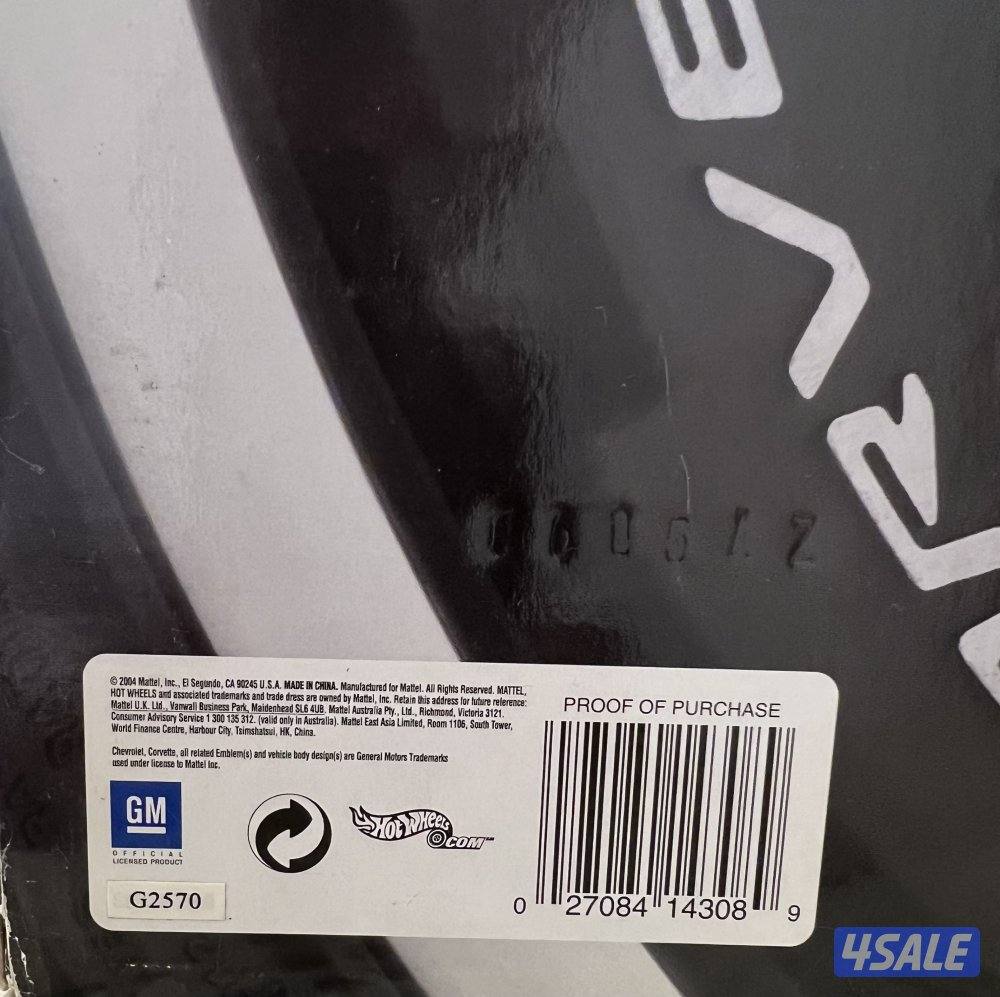 © 2004 Mattel, Inc., El Segundo, CA 90245 U.S.A. MADE IN CHINA. Manufactured for Mattel. All Rights Reserved. MATTEL,
HOT WHEELS and associated trademarks and trade dress are owned by Mattel, Inc. Retain this address for future reference:
Mattel U.K. Ltd., Vanwall Business Park, Maidenhead SL6 4UB. Mattel Australia Pty., Ltd., Richmond, Victoria 3121.
Consumer Advisory Service 1 300 135 312. (valid only in Australia). Mattel East Asia Limited, Room 1106, South Tower,
World Finance Centre, Harbour City, Tsimshatsui, HK, China.
Chevrolet, Corvette, all related Emblem(s) and vehicle body design(s) are General Motors Trademarks
used under license to Mattel Inc.
GM
OFFICIAL
LICENSED PRODUCT
HOT WHEELS
.COM
G2570
PROOF OF PURCHASE
0 27084 14308 9
4SALE